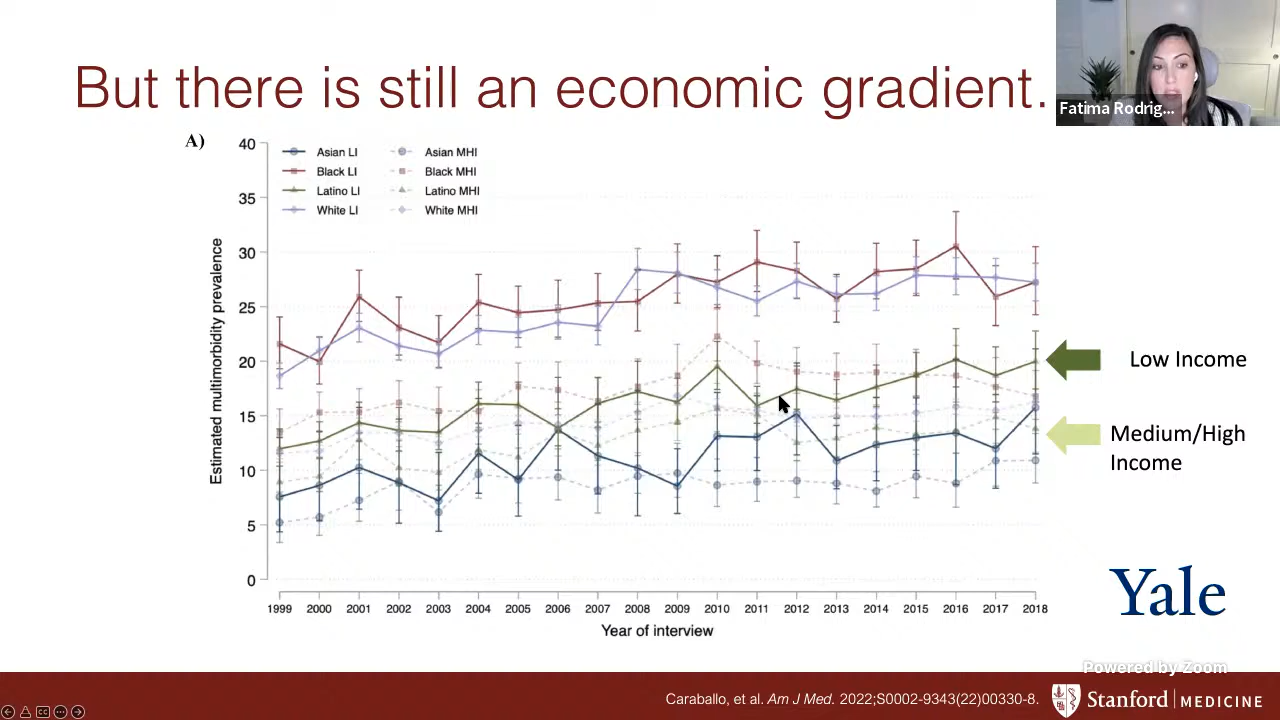 But there is still an economic gradient.
Fatima Rodrig...
A)
Asian LI
Asian MHI
Black LI
Black MHI
Latino LI
Latino MHI
White LI
White MHI
Estimated multimorbidity prevalence
40
35
30
25
20
15
10
5
0
1999 2000 2001 2002 2003 2004 2005 2006 2007 2008 2009 2010 2011 2012 2013 2014 2015 2016 2017 2018
Year of interview
Low Income
Medium/High
Income
Yale
Powered by Zoom
Caraballo, et al. Am J Med. 2022;S0002-9343(22)00330-8.
Stanford MEDICINE